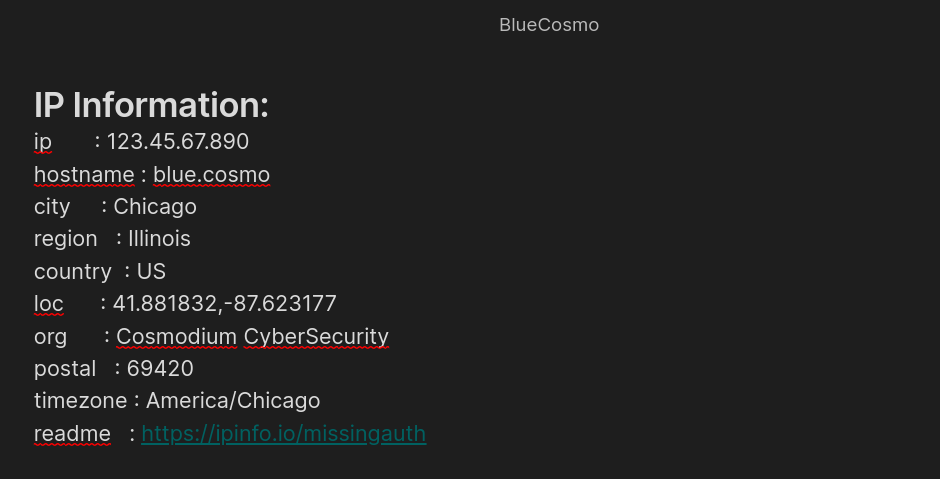 BlueCosmo
IP Information:
ip : 123.45.67.890
hostname : blue.cosmo
city : Chicago
region : Illinois
country : US
loc : 41.881832,-87.623177
org : Cosmodium CyberSecurity
postal : 69420
timezone : America/Chicago
readme : https://ipinfo.io/missingauth